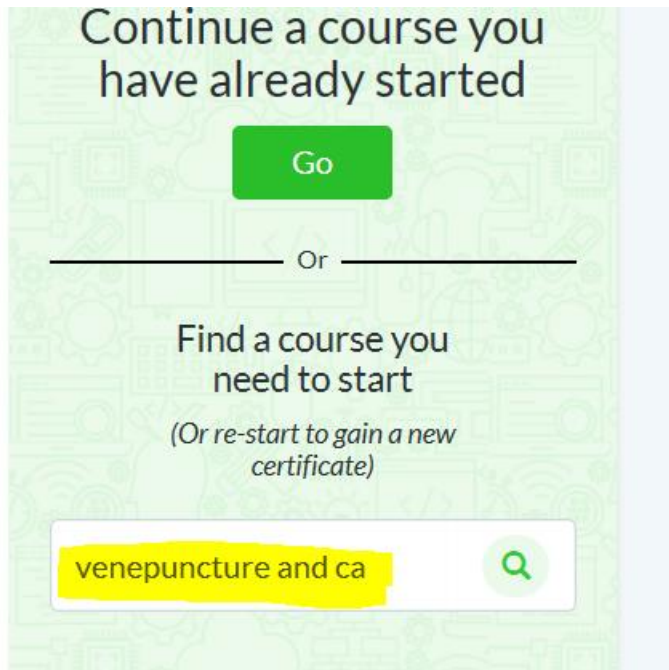 Continue a course you
have already started
Go
Or
Find a course you
need to start
(Or re-start to gain a new
certificate)
venepuncture and ca